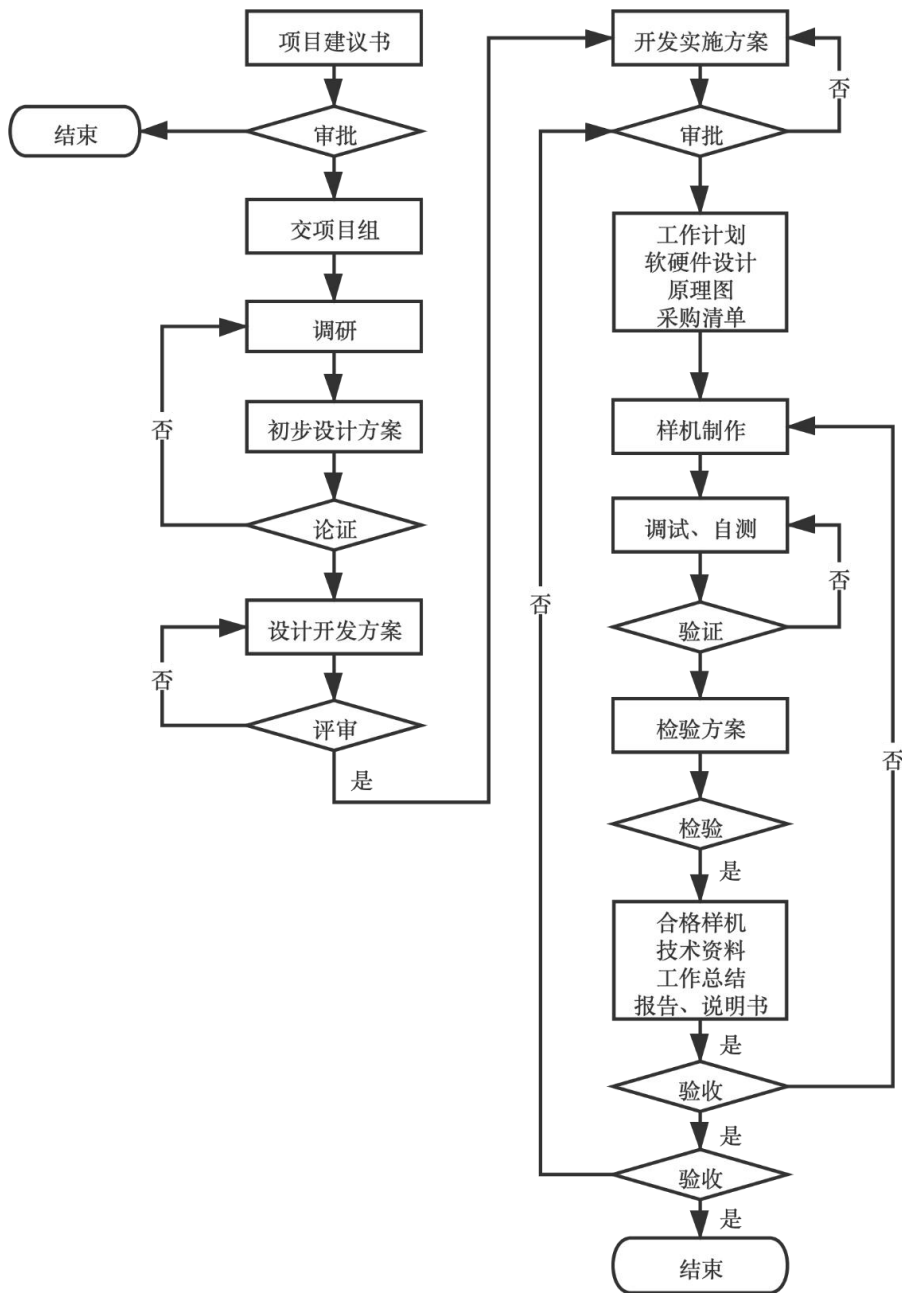 项目建议书
结束
审批
交项目组
调研
初步设计方案
否
论证
设计开发方案
否
评审
是
开发实施方案
否
审批
工作计划
软硬件设计
原理图
采购清单
样机制作
调试、自测
否
否
验证
检验方案
否
检验
是
合格样机
技术资料
工作总结
报告、说明书
是
验收
是
验收
是
结束